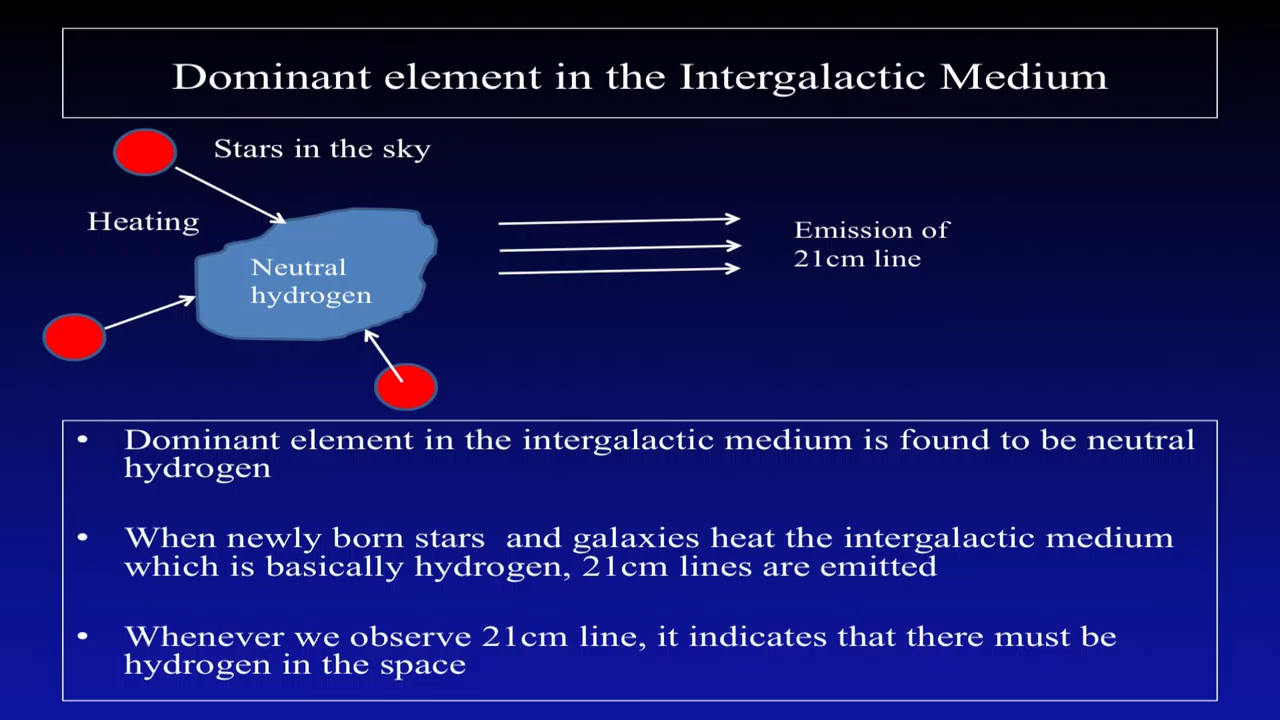 Dominant element in the Intergalactic Medium
Stars in the sky
Heating
Neutral
hydrogen
Emission of
21cm line
• Dominant element in the intergalactic medium is found to be neutral
hydrogen
• When newly born stars and galaxies heat the intergalactic medium
which is basically hydrogen, 21cm lines are emitted
• Whenever we observe 21cm line, it indicates that there must be
hydrogen in the space